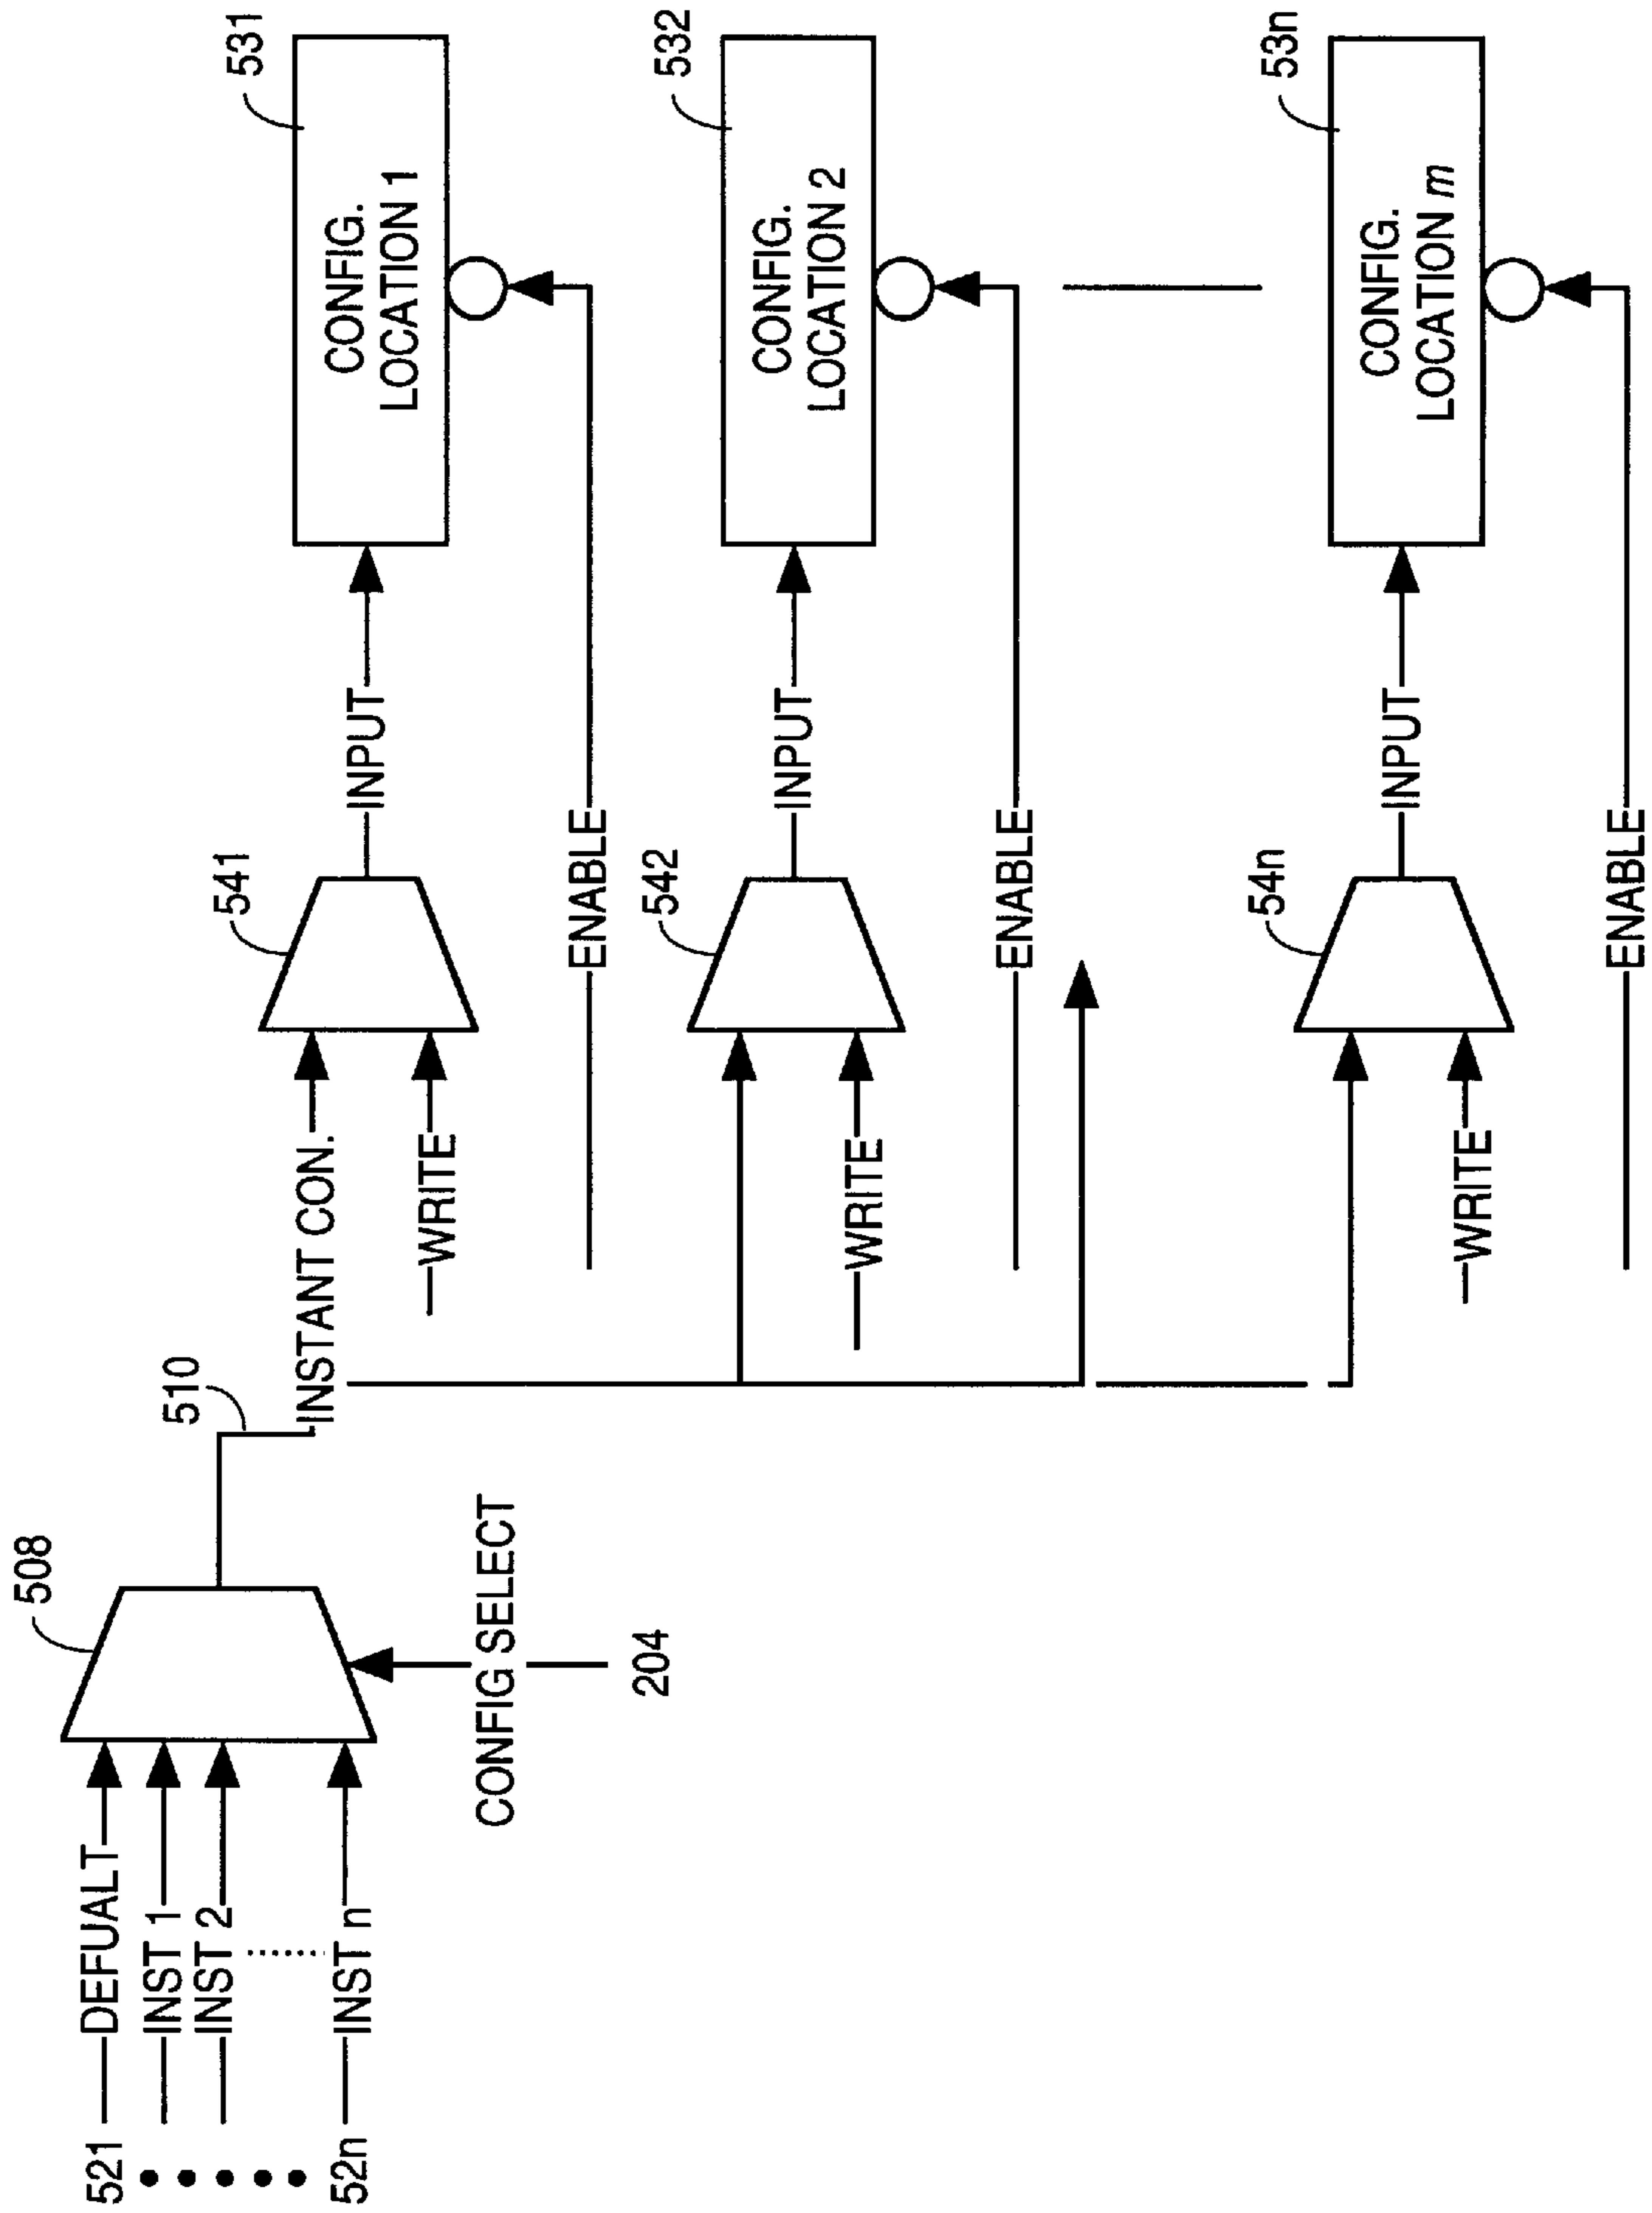 521
52n
DEFUALT
INST 1
INST 2
INST n
508
CONFIG SELECT
204
510
INSTANT CON.
WRITE
541
INPUT
ENABLE
CONFIG.
LOCATION 1
531
WRITE
542
INPUT
ENABLE
CONFIG.
LOCATION 2
532
WRITE
54n
INPUT
ENABLE
CONFIG.
LOCATION m
53n